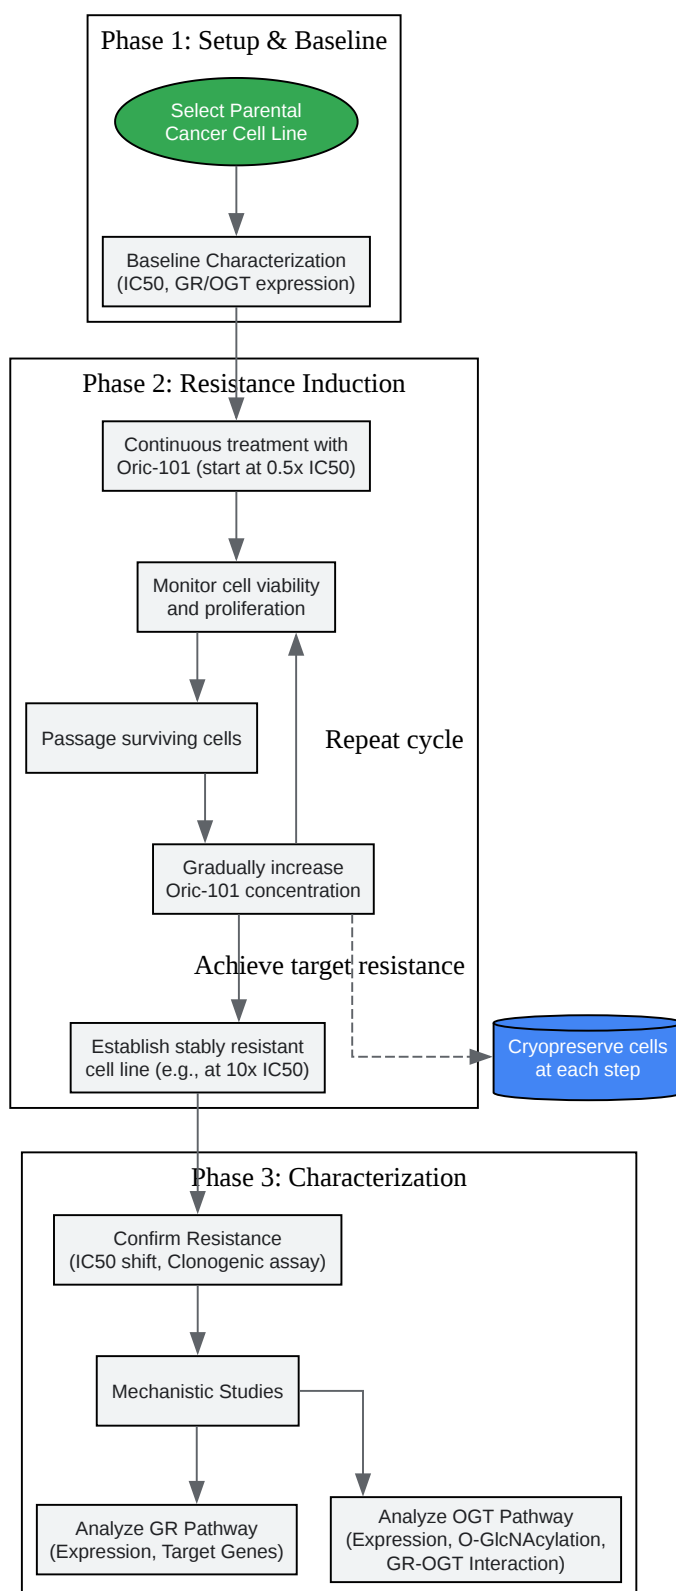 Phase 1: Setup & Baseline
Select Parental
Cancer Cell Line
Baseline Characterization
(IC50, GR/OGT expression)
Phase 2: Resistance Induction
Continuous treatment with
Oric-101 (start at 0.5x IC50)
Monitor cell viability
and proliferation
Passage surviving cells
Repeat cycle
Gradually increase
Oric-101 concentration
Achieve target resistance
Establish stably resistant
cell line (e.g., at 10x IC50)
Cryopreserve cells
at each step
Phase 3: Characterization
Confirm Resistance
(IC50 shift, Clonogenic assay)
Mechanistic Studies
Analyze GR Pathway
(Expression, Target Genes)
Analyze OGT Pathway
(Expression, O-GlcNAcylation,
GR-OGT Interaction)